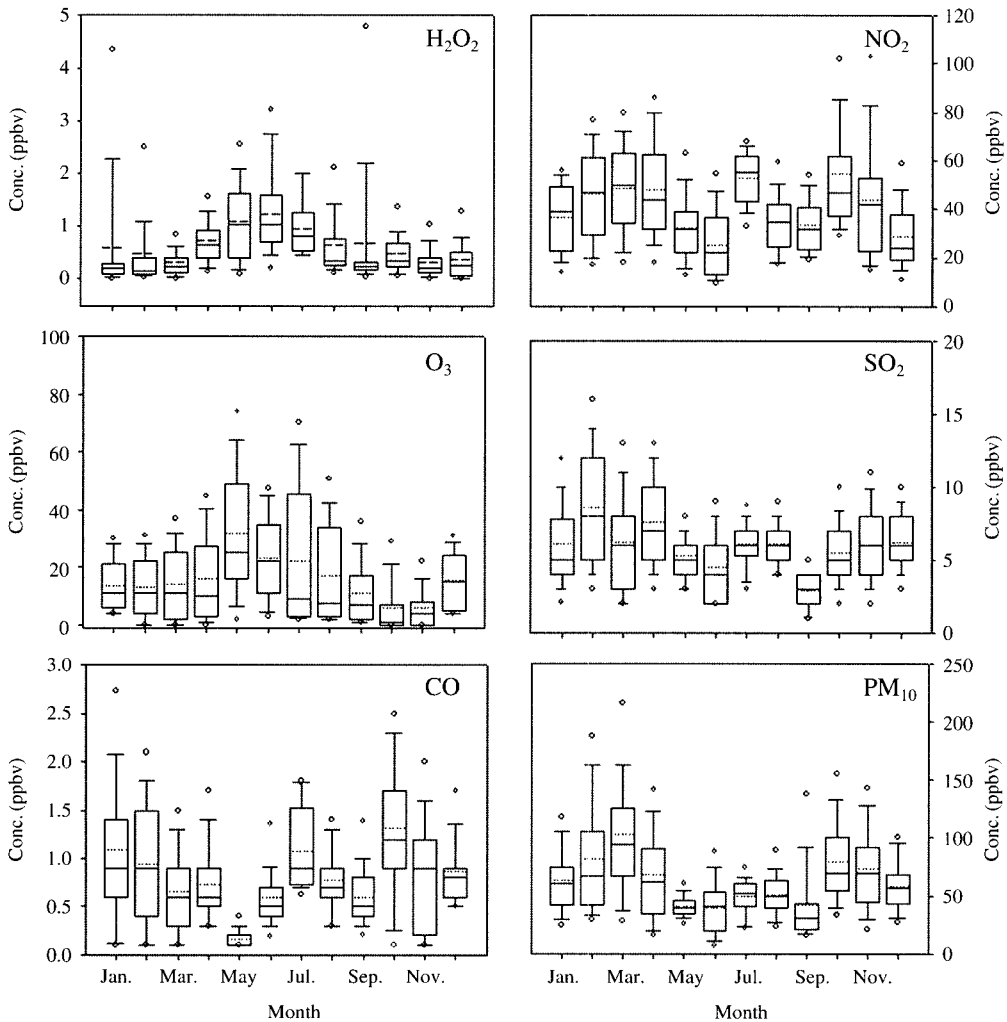 H₂O₂
Conc. (ppbv)
5
4
3
2
1
0
NO₂
Conc. (ppbv)
120
100
80
60
40
20
0
O₃
Conc. (ppbv)
100
80
60
40
20
0
SO₂
Conc. (ppbv)
20
15
10
5
0
CO
Conc. (ppbv)
3.0
2.5
2.0
1.5
1.0
0.5
0.0
Jan. Mar. May Jul. Sep. Nov.
Month
PM₁₀
Conc. (ppbv)
250
200
150
100
50
0
Jan. Mar. May Jul. Sep. Nov.
Month